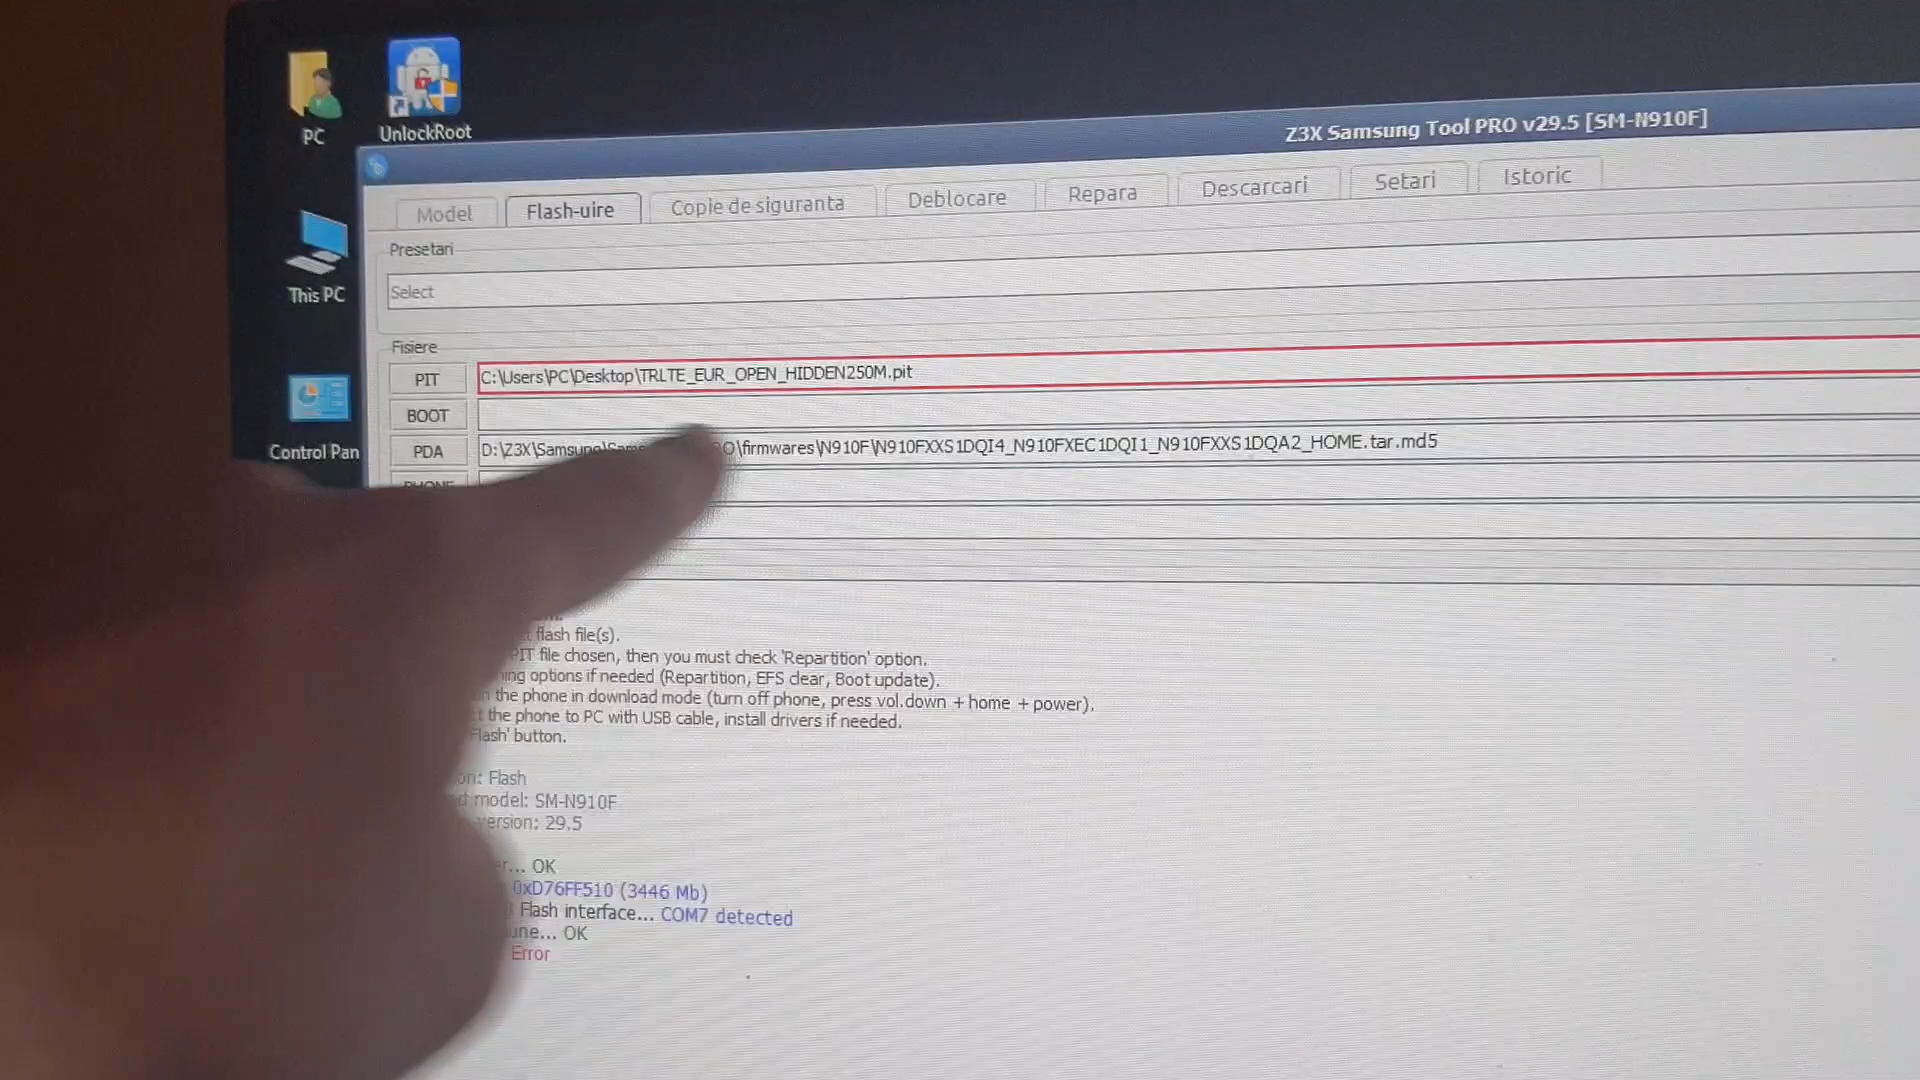 PC
UnlockRoot
This PC
Control Pan
Z3X Samsung Tool PRO v29.5 [SM-N910F]
Model
Flash-uire
Copie de siguranta
Deblocare
Repara
Descarcari
Setari
Istoric
Presetari
Select
Fisiere
PIT
C:\Users\PC\Desktop\TRLTE_EUR_OPEN_HIDDEN250M.pit
BOOT
PDA
D:\Z3X\Samsung\ \firmwares\N910F\N910FXXS1DQI4_N910FXEC1DQI1_N910FXXS1DQA2_HOME.tar.md5
PHONE
flash file(s).
PIT file chosen, then you must check 'Repartition' option.
options if needed (Repartition, EFS clear, Boot update).
the phone in download mode (turn off phone, press vol.down + home + power).
the phone to PC with USB cable, install drivers if needed.
Flash' button.
Flash
model: SM-N910F
version: 29.5
... OK
0xD76FF510 (3446 Mb)
Flash interface... COM7 detected
... OK
Error